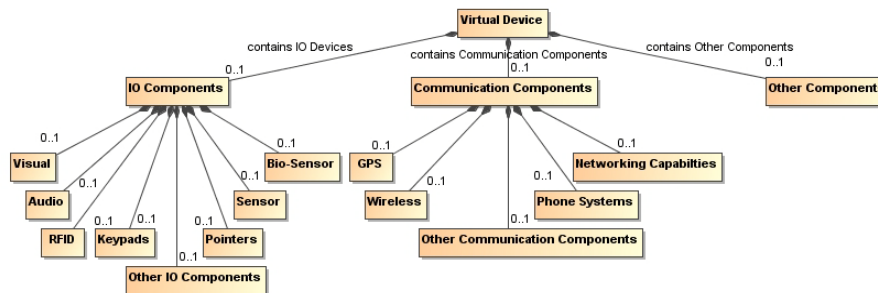 Virtual Device
contains IO Devices
contains Communication Components
contains Other Components
0..1
0..1
0..1
IO Components
Communication Components
Other Component
0..1
0..1
0..1
0..1
Visual
Bio-Sensor
GPS
Networking Capabilties
0..1
0..1
0..1
0..1
Audio
Sensor
Wireless
Phone Systems
0..1
0..1
0..1
0..1
RFID
Keypads
Pointers
Other Communication Components
0..1
Other IO Components